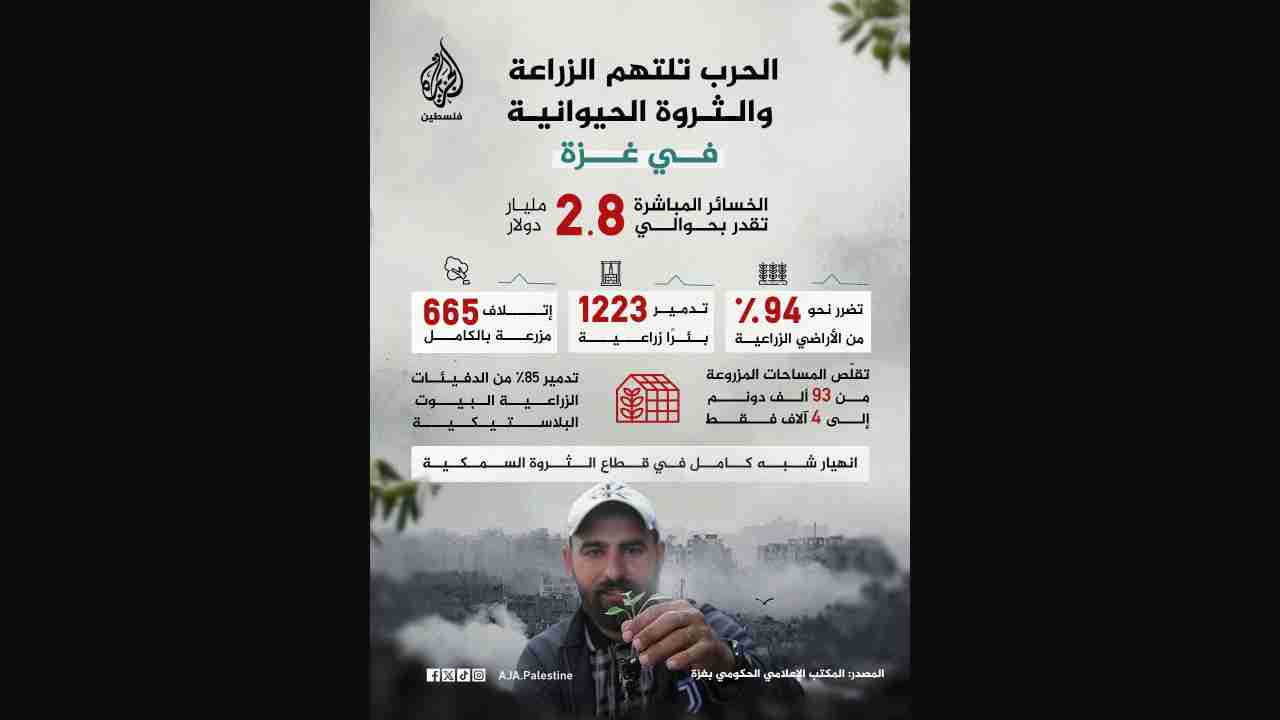 الجزيرة
فلسطين
الحرب تلتهم الزراعة
والثروة الحيوانية
في غزة
الخسائر المباشرة
تقدر بحوالي
2.8
مليار
دولار
تضرر نحو 94٪
من الأراضي الزراعية
تدمير 1223
بئرًا زراعية
إتلاف 665
مزرعة بالكامل
تقلّص المساحات المزروعة
من 93 ألف دونم
إلى 4 آلاف فقط
تدمير 85٪ من الدفيئات
الزراعية البيوت
البلاستيكية
انهيار شبه كامل في قطاع الثروة السمكية
المصدر: المكتب الإعلامي الحكومي بغزة
AJA.Palestine